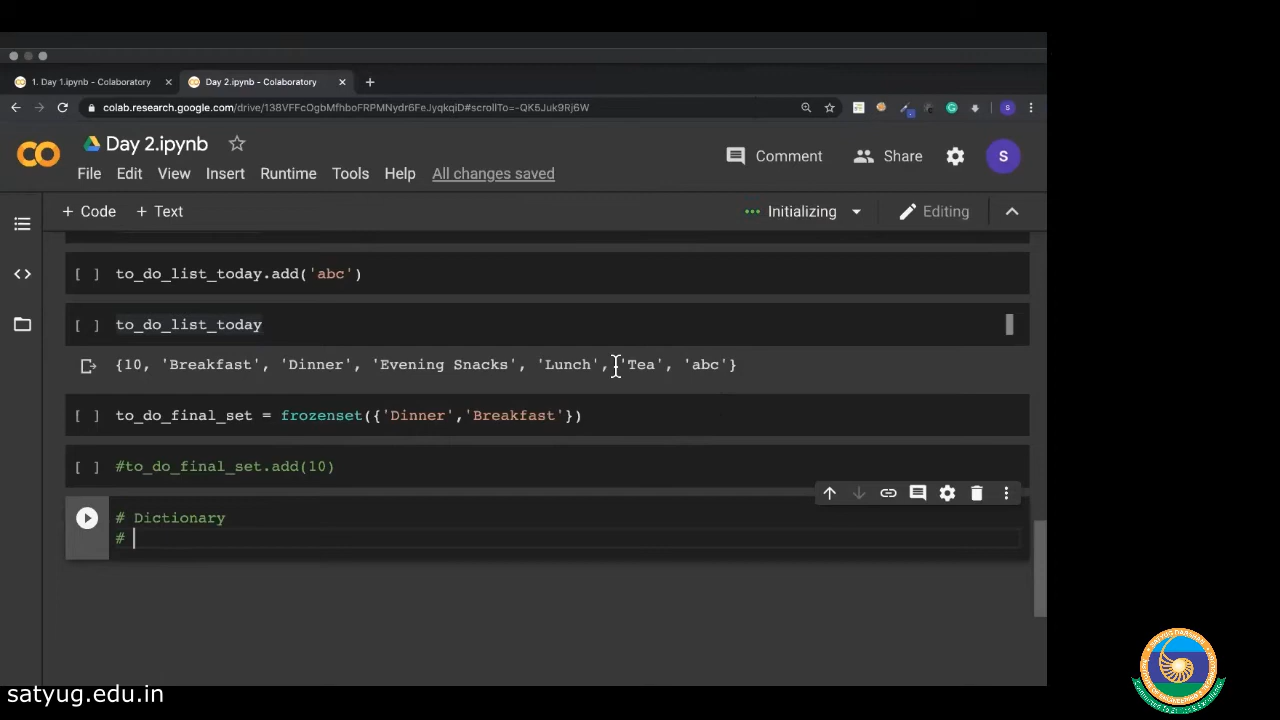 1. Day 1.ipynb - Colaboratory
Day 2.ipynb - Colaboratory
colab.research.google.com/drive/138VFFcOgbMfhboFRPMNydr6FeJyqkqiD#scrollTo=-QK5Juk9Rj6W
S
CO
Day 2.ipynb
Comment
Share
S
File Edit View Insert Runtime Tools Help All changes saved
+ Code + Text
Initializing
Editing
[ ] to_do_list_today.add('abc')
[ ] to_do_list_today
{10, 'Breakfast', 'Dinner', 'Evening Snacks', 'Lunch', 'Tea', 'abc'}
[ ] to_do_final_set = frozenset({'Dinner','Breakfast'})
[ ] #to_do_final_set.add(10)
# Dictionary
#
satyug.edu.in